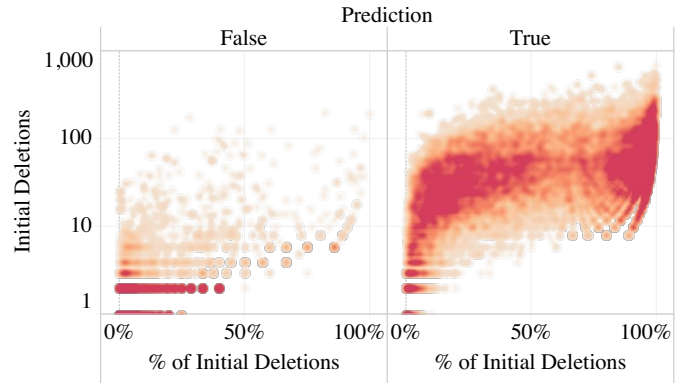 Prediction
False True
1,000
100
10
1
Initial Deletions
0% 50% 100% 0% 50% 100%
% of Initial Deletions % of Initial Deletions